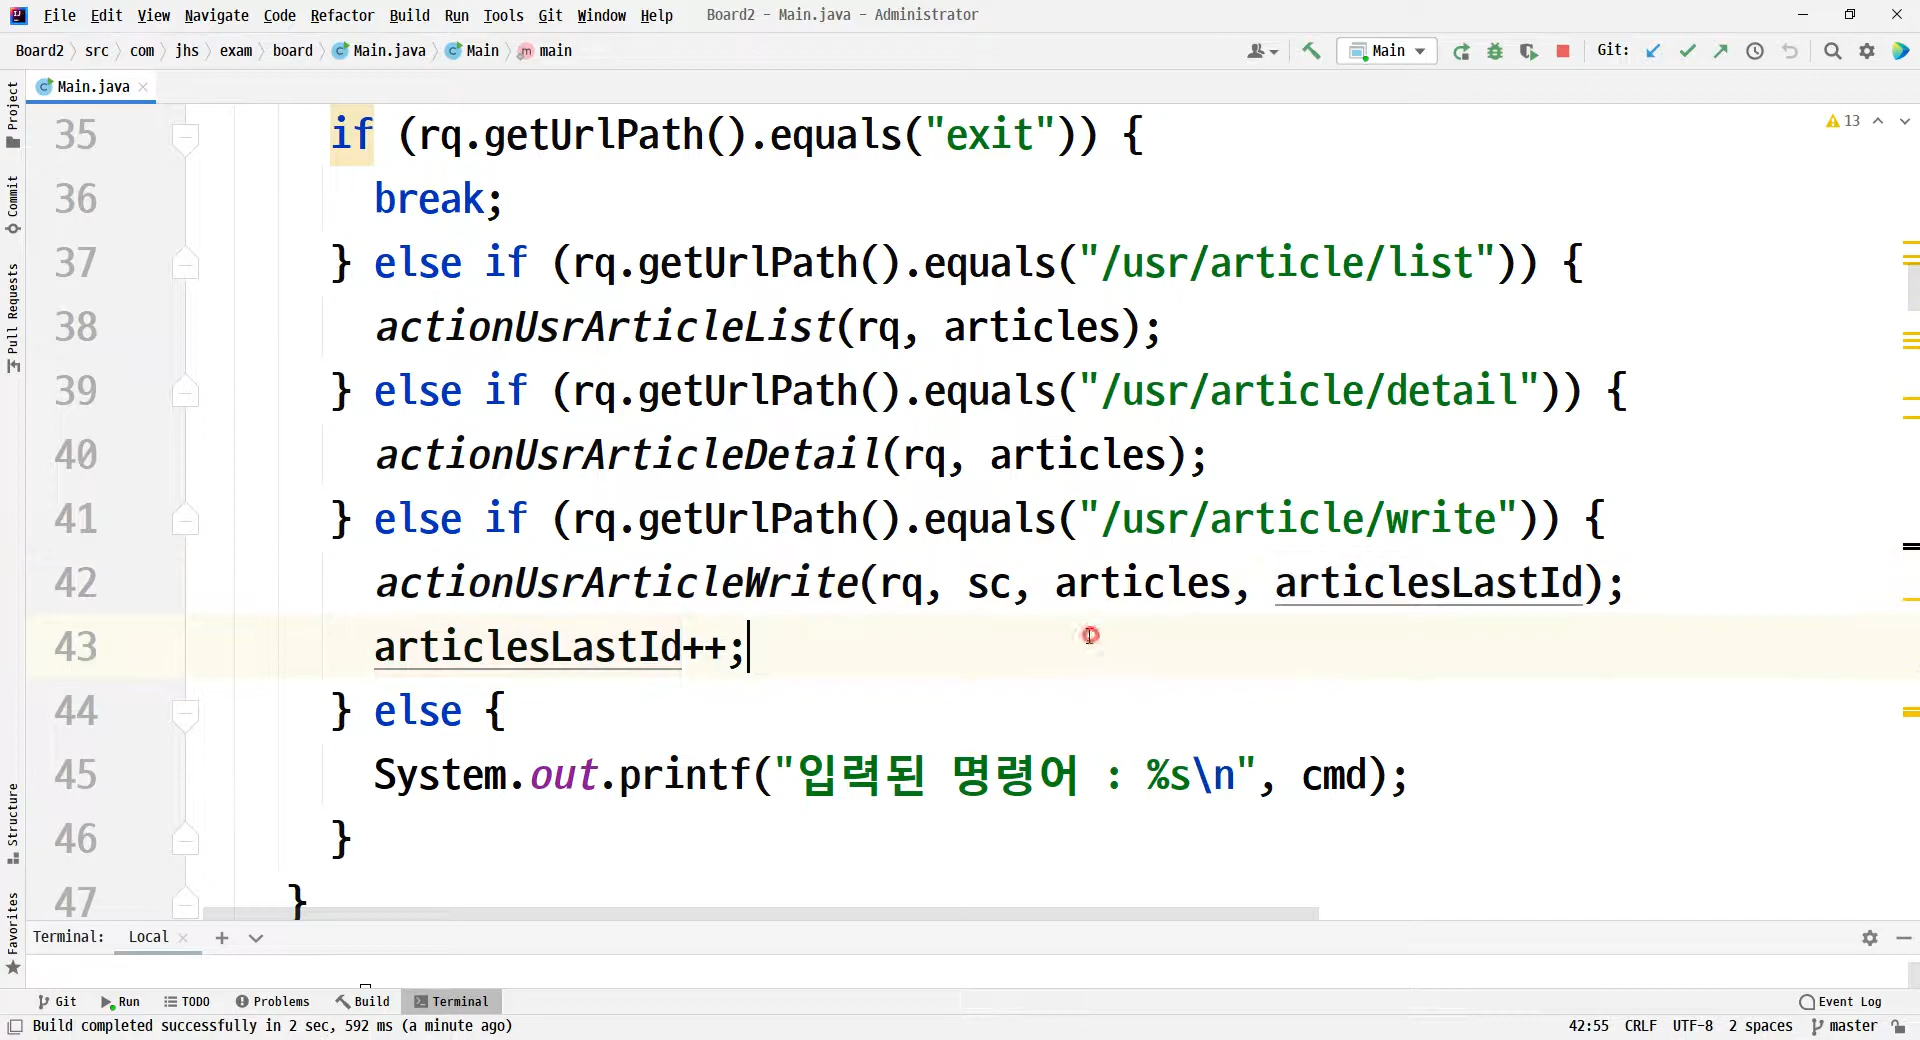 File Edit View Navigate Code Refactor Build Run Tools Git Window Help Board2 - Main.java - Administrator
Board2 src com jhs exam board Main.java Main main Main Git:
Main.java
Project
Commit
Pull Requests
Structure
Favorites
13
35 if (rq.getUrlPath().equals("exit")) {
36 break;
37 } else if (rq.getUrlPath().equals("/usr/article/list")) {
38 actionUsrArticleList(rq, articles);
39 } else if (rq.getUrlPath().equals("/usr/article/detail")) {
40 actionUsrArticleDetail(rq, articles);
41 } else if (rq.getUrlPath().equals("/usr/article/write")) {
42 actionUsrArticleWrite(rq, sc, articles, articlesLastId);
43 articlesLastId++;
44 } else {
45 System.out.printf("입력된 명령어 : %s\n", cmd);
46 }
47 }
Terminal: Local
Git Run TODO Problems Build Terminal Event Log
Build completed successfully in 2 sec, 592 ms (a minute ago) 42:55 CRLF UTF-8 2 spaces master